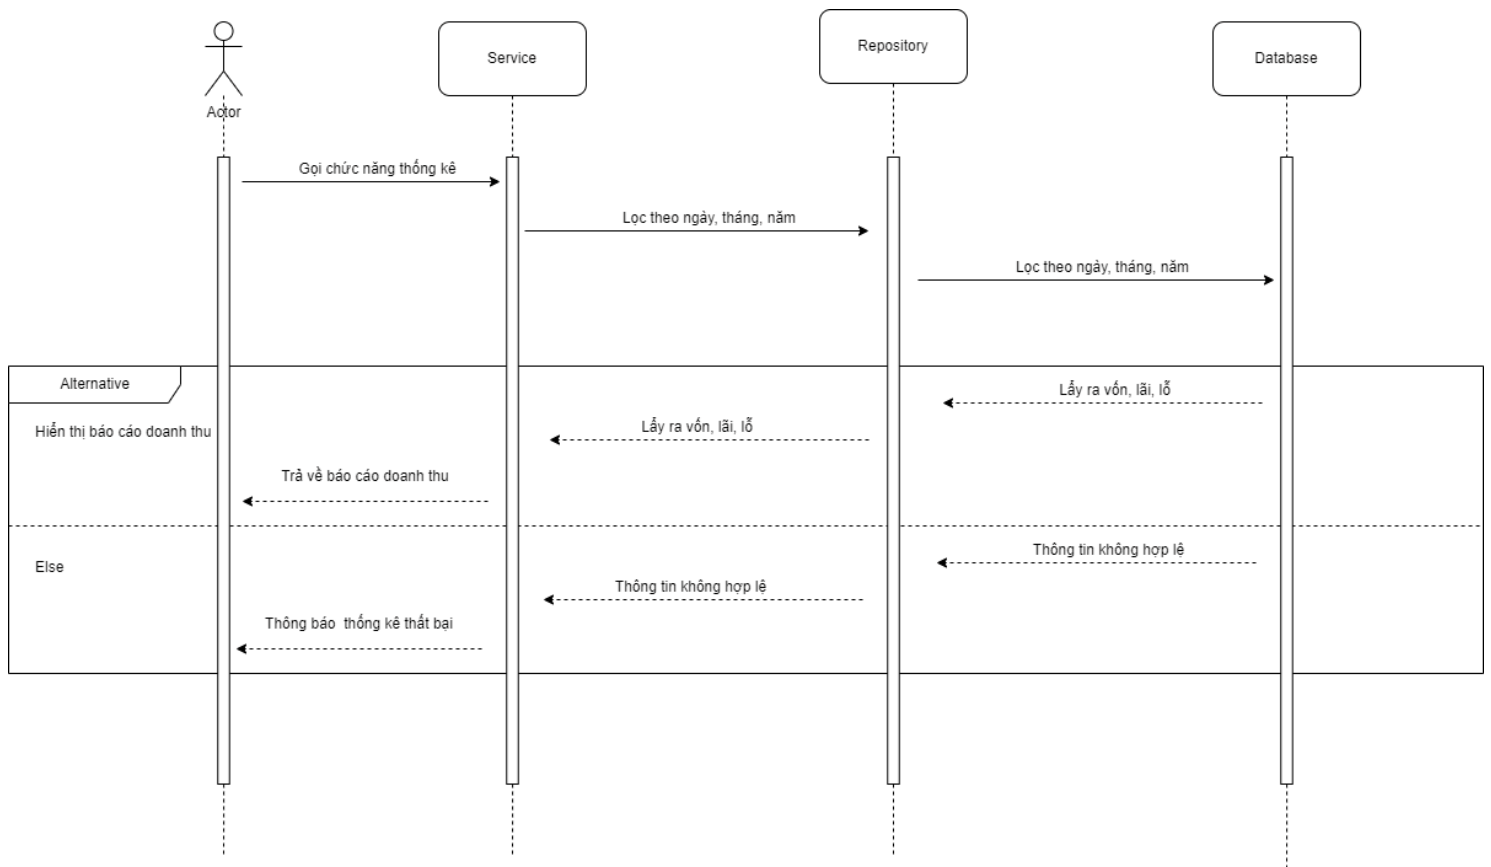 Actor
Service
Repository
Database
Gọi chức năng thống kê
Lọc theo ngày, tháng, năm
Lọc theo ngày, tháng, năm
Alternative
Lấy ra vốn, lãi, lỗ
Lấy ra vốn, lãi, lỗ
Hiển thị báo cáo doanh thu
Trả về báo cáo doanh thu
Else
Thông tin không hợp lê
Thông tin không hợp lê
Thông báo  thống kê thất bại